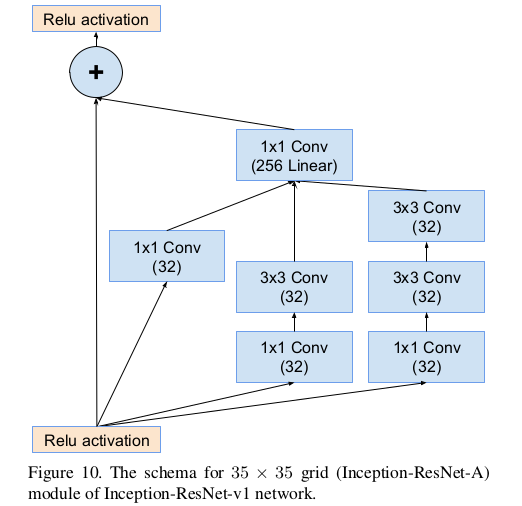 Relu activation
+
1x1 Conv
(256 Linear)
3x3 Conv
(32)
1x1 Conv
(32)
3x3 Conv
(32)
3x3 Conv
(32)
1x1 Conv
(32)
1x1 Conv
(32)
Relu activation
Figure 10. The schema for 35 × 35 grid (Inception-ResNet-A)
module of Inception-ResNet-v1 network.